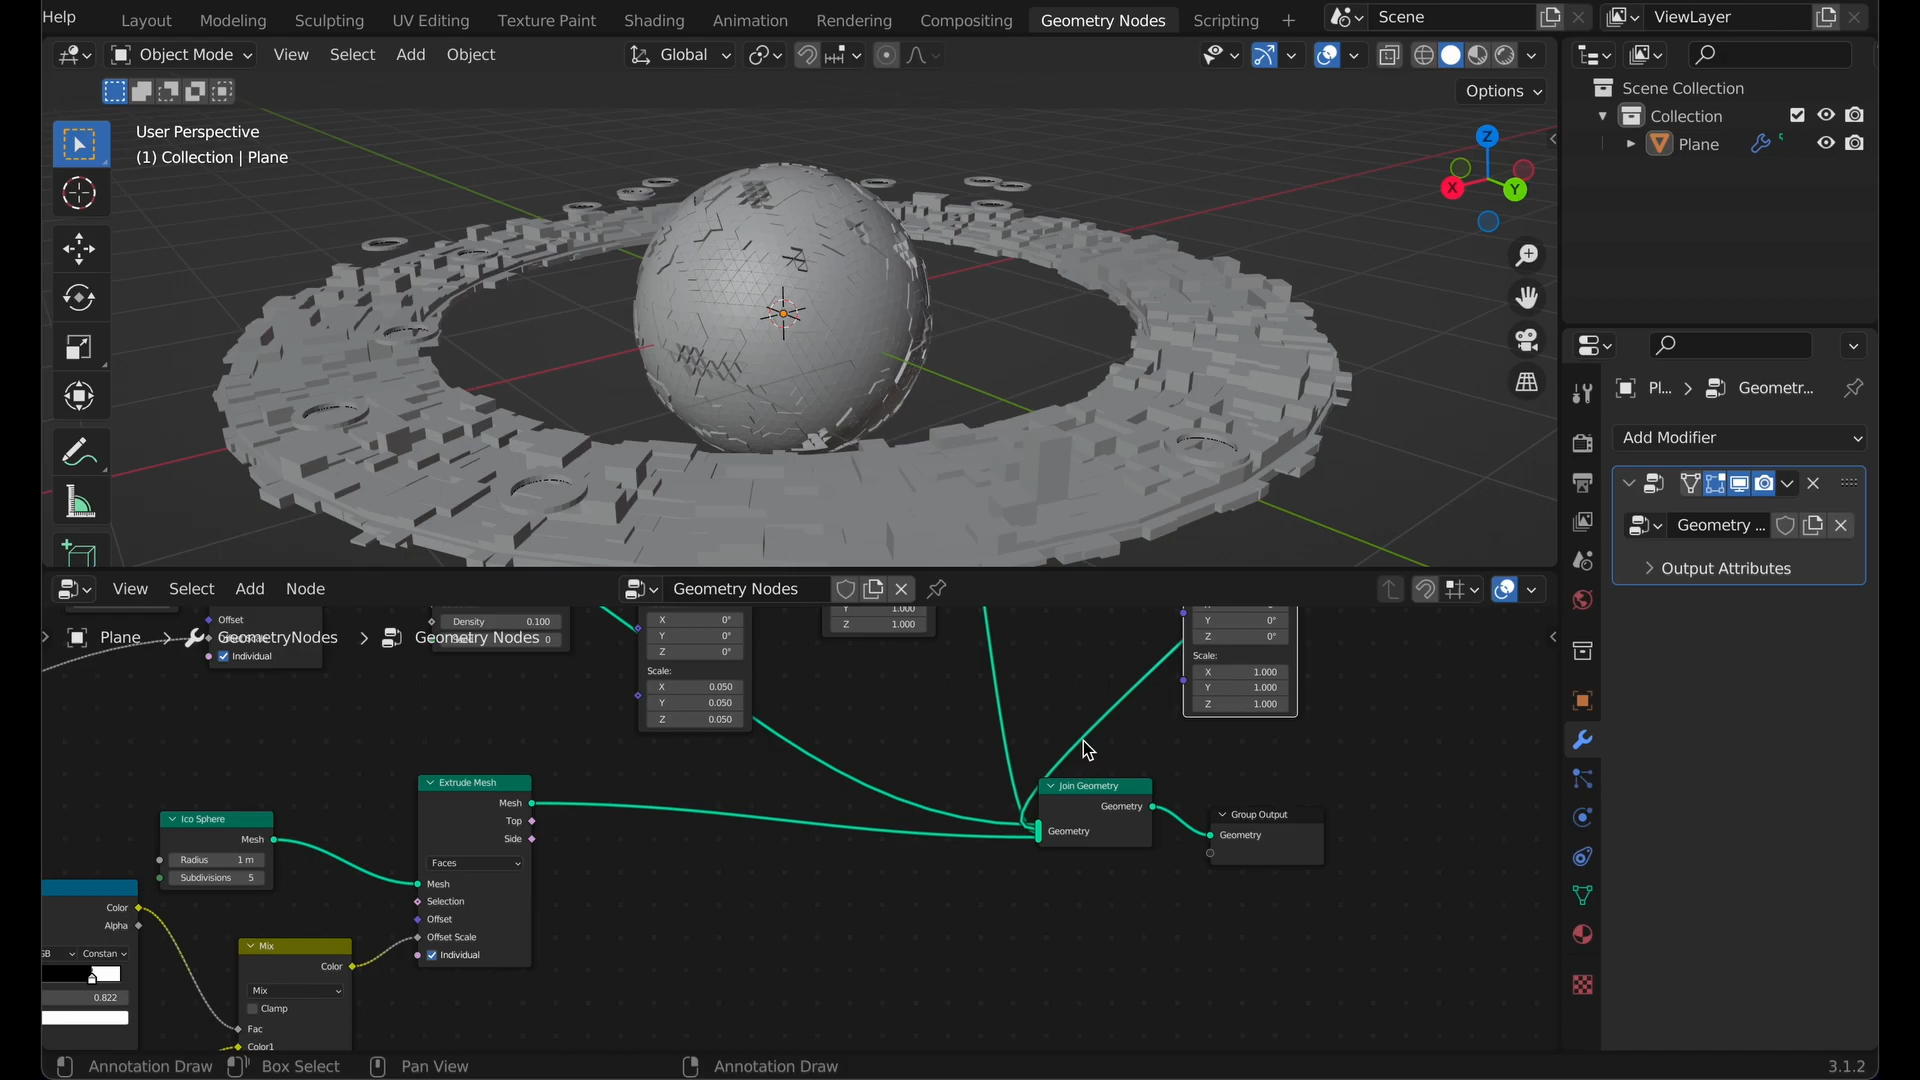 Help Layout Modeling Sculpting UV Editing Texture Paint Shading Animation Rendering Compositing Geometry Nodes Scripting + Scene ViewLayer
Object Mode View Select Add Object Global
Options
User Perspective
(1) Collection | Plane
Z
X
Y
Scene Collection
Collection
Plane
Pl... > Geometr...
Add Modifier
Geometry ...
Output Attributes
View Select Add Node Geometry Nodes
Plane > GeometryNodes > Geometry Nodes
Offset
Individual
Density 0.100
0
X 0°
Y 0°
Z 0°
Scale:
X 0.050
Y 0.050
Z 0.050
Y 1.000
Z 1.000
Y 0°
Z 0°
Scale:
X 1.000
Y 1.000
Z 1.000
Extrude Mesh
Mesh
Top
Side
Faces
Mesh
Selection
Offset
Offset Scale
Individual
Ico Sphere
Mesh
Radius 1 m
Subdivisions 5
Join Geometry
Geometry
Geometry
Group Output
Geometry
Color
Alpha
GB Constan
0.822
Mix
Color
Mix
Clamp
Fac
Color1
Annotation Draw Box Select Pan View Annotation Draw 3.1.2